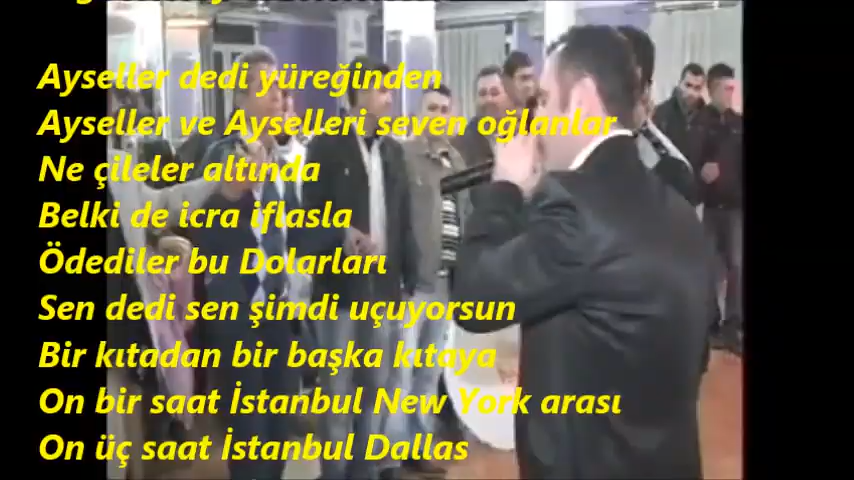 Ayseller dedi yüreğinden
Ayseller ve Ayselleri seven oğlanlar
Ne çileler altında
Belki de icra iflasla
Ödediler bu Dolarları
Sen dedi sen şimdi uçuyorsun
Bir kıtadan bir başka kıtaya
On bir saat İstanbul New York arası
On üç saat İstanbul Dallas